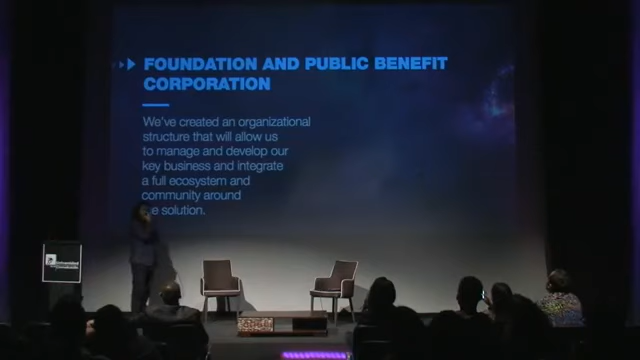 FOUNDATION AND PUBLIC BENEFIT
CORPORATION
We've created an organizational
structure that will allow us
to manage and develop our
key business and integrate
a full ecosystem and
community around
solution.